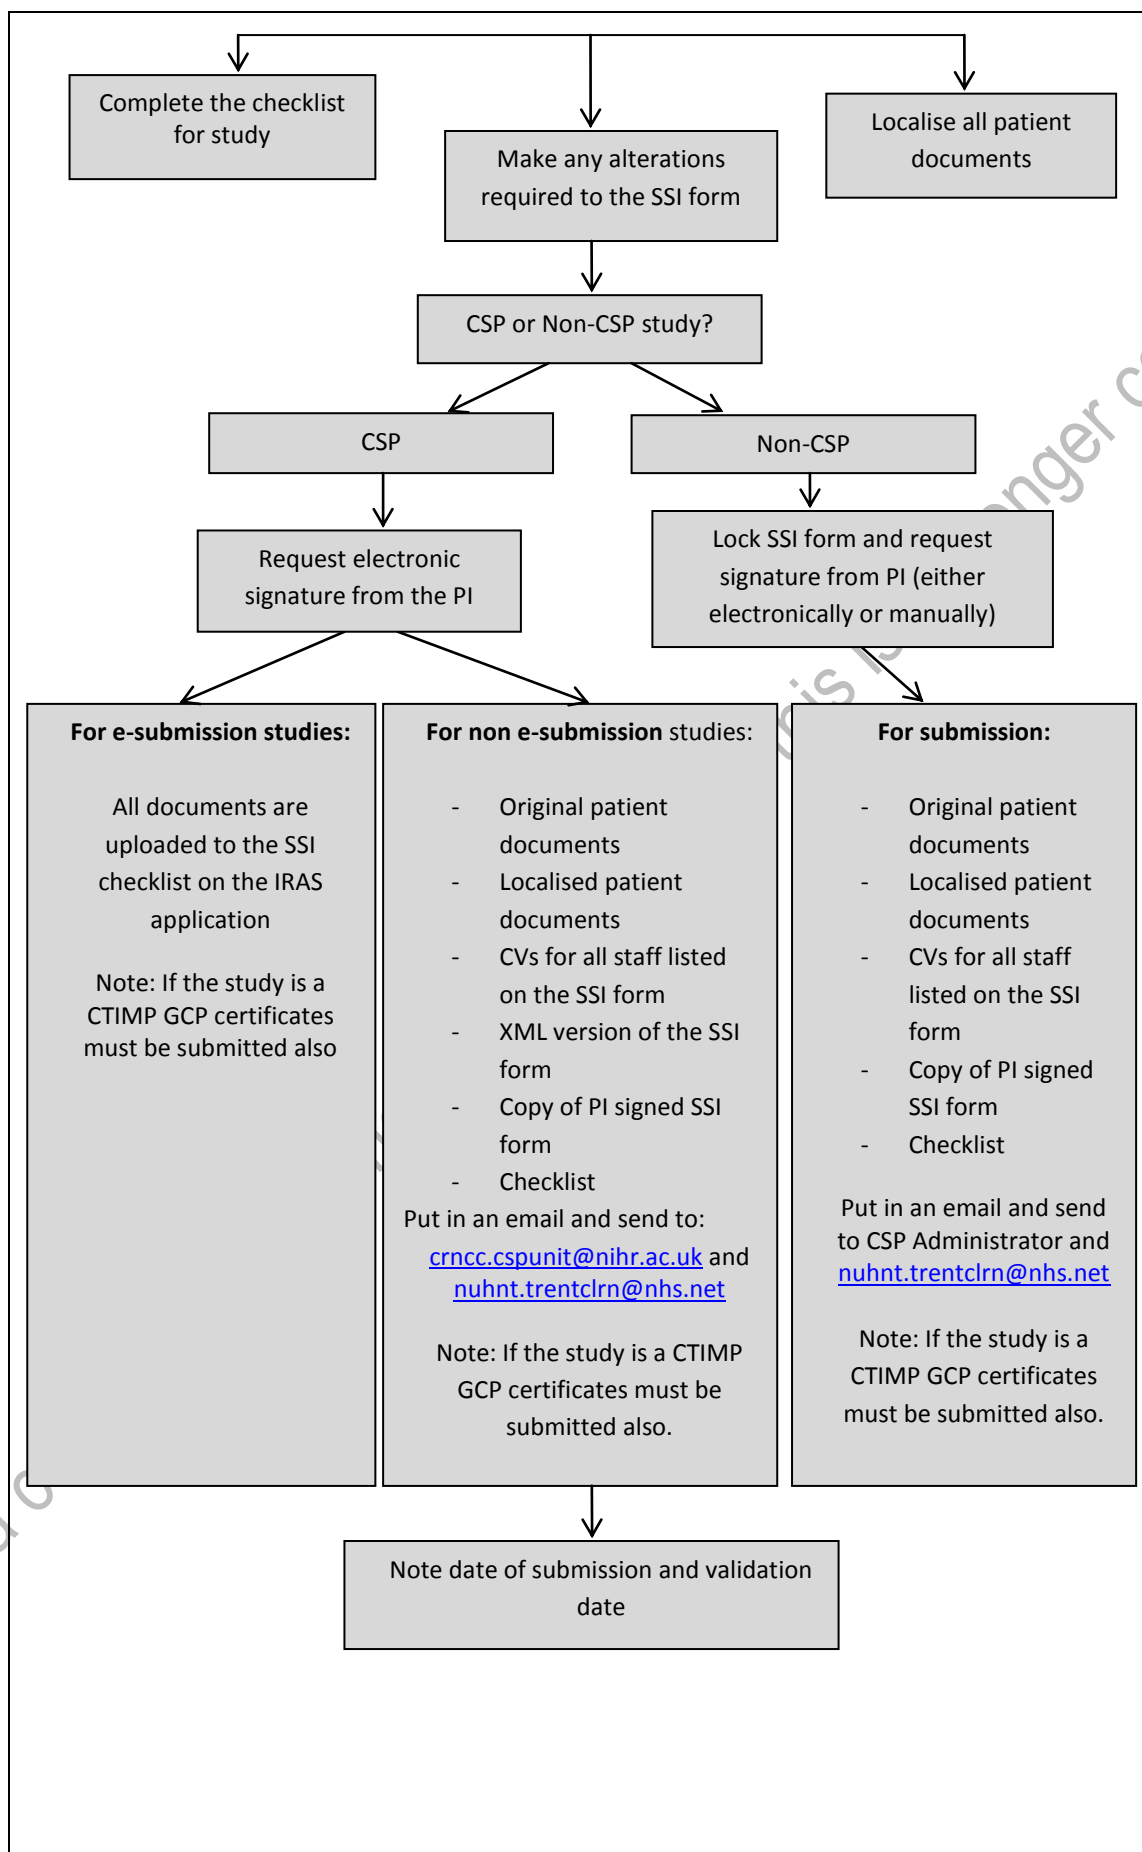 Complete the checklist
for study
Make any alterations
required to the SSI form
Localise all patient
documents
CSP or Non-CSP study?
CSP
Non-CSP
Request electronic
signature from the PI
Lock SSI form and request
signature from PI (either
electronically or manually)
For e-submission studies:
All documents are
uploaded to the SSI
checklist on the IRAS
application
Note: If the study is a
CTIMP GCP certificates
must be submitted also
For non e-submission studies:
- Original patient
documents
- Localised patient
documents
- CVs for all staff listed
on the SSI form
- XML version of the SSI
form
- Copy of PI signed SSI
form
- Checklist
Put in an email and send to:
crncc.cspunit@nihr.ac.uk and
nuhnt.trentclrn@nhs.net
Note: If the study is a CTIMP
GCP certificates must be
submitted also.
For submission:
- Original patient
documents
- Localised patient
documents
- CVs for all staff
listed on the SSI
form
- Copy of PI signed
SSI form
- Checklist
Put in an email and send
to CSP Administrator and
nuhnt.trentclrn@nhs.net
Note: If the study is a
CTIMP GCP certificates
must be submitted also.
Note date of submission and validation
date